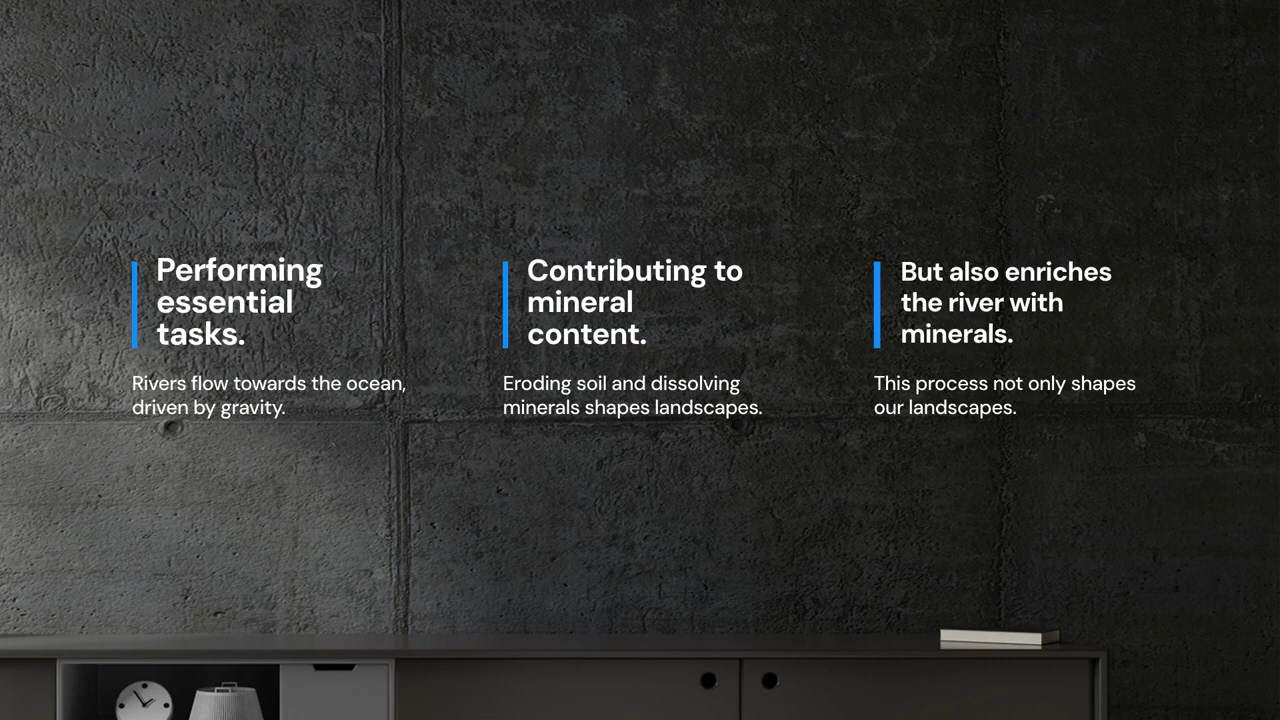 Performing
essential
tasks.
Rivers flow towards the ocean,
driven by gravity.
Contributing to
mineral
content.
Eroding soil and dissolving
minerals shapes landscapes.
But also enriches
the river with
minerals.
This process not only shapes
our landscapes.